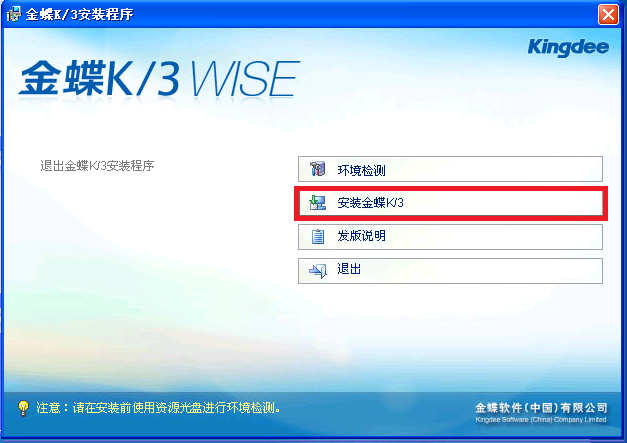 金蝶K/3安装程序
Kingdee
金蝶K/3 WISE
退出金蝶K/3安装程序
环境检测
安装金蝶K/3
发版说明
退出
注意：请在安装前使用资源光盘进行环境检测。
金蝶软件(中国)有限公司
Kingdee Software (China) Company Limited